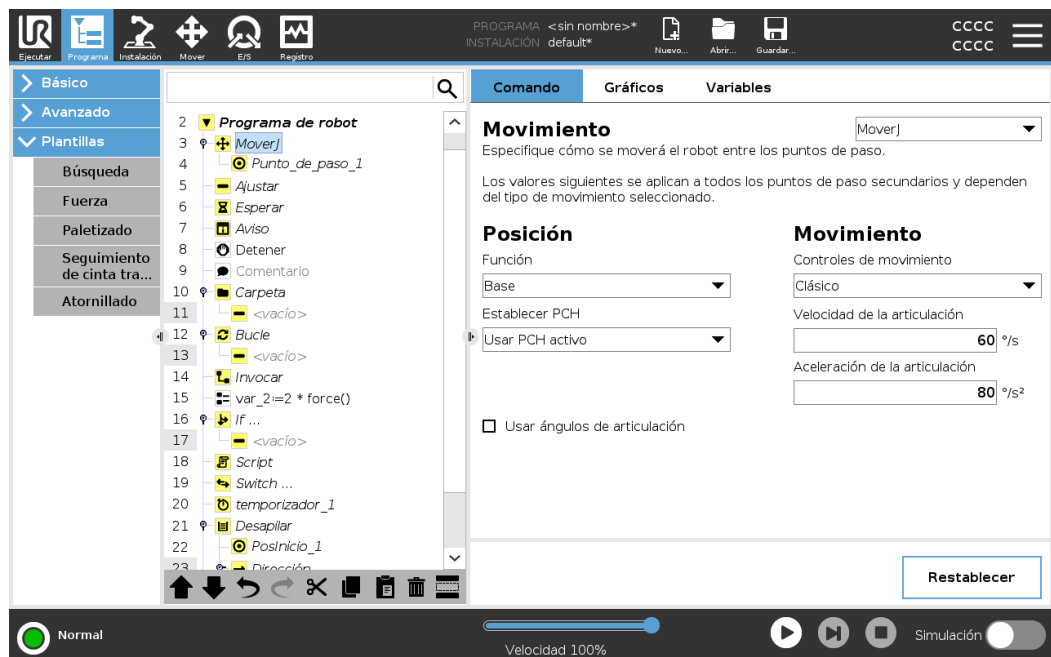 PROGRAMA <sin nombre>*
INSTALACIÓN default*
UR
Ejecutar
Programa
Instalación
Mover
E/S
Registro
Nuevo...
Abrir...
Guardar...
CCCC
CCCC
Básico
Avanzado
Plantillas
Búsqueda
Fuerza
Paletizado
Seguimiento
de cinta tra...
Atornillado
2 Programa de robot
3 MoverJ
4 Punto_de_paso_1
5 Ajustar
6 Esperar
7 Aviso
8 Detener
9 Comentario
10 Carpeta
11 <vacío>
12 Bucle
13 <vacío>
14 Invocar
15 var_2:=2 * force()
16 If ...
17 <vacío>
18 Script
19 Switch ...
20 temporizador_1
21 Desapilar
22 PosInicio_1
23 Dirección
Comando
Gráficos
Variables
Movimiento
MoverJ
Especifique cómo se moverá el robot entre los puntos de paso.
Los valores siguientes se aplican a todos los puntos de paso secundarios y dependen
del tipo de movimiento seleccionado.
Posición
Función
Base
Establecer PCH
Usar PCH activo
Usar ángulos de articulación
Movimiento
Controles de movimiento
Clásico
Velocidad de la articulación
60 °/s
Aceleración de la articulación
80 °/s²
Restablecer
Normal
Velocidad 100%
Simulación